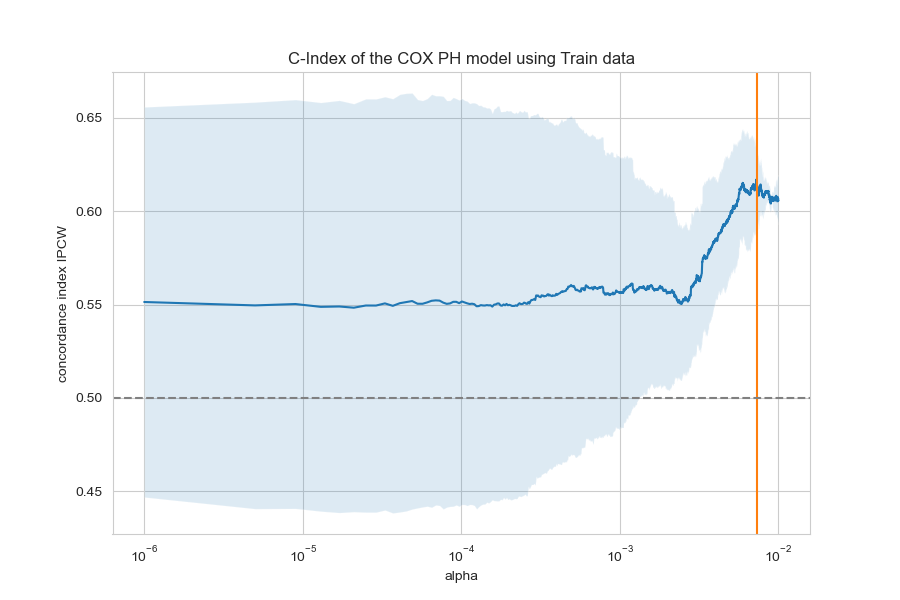 C-Index of the COX PH model using Train data
concordance index IPCW
0.65
0.60
0.55
0.50
0.45
10⁻⁶ 10⁻⁵ 10⁻⁴ 10⁻³ 10⁻²
alpha